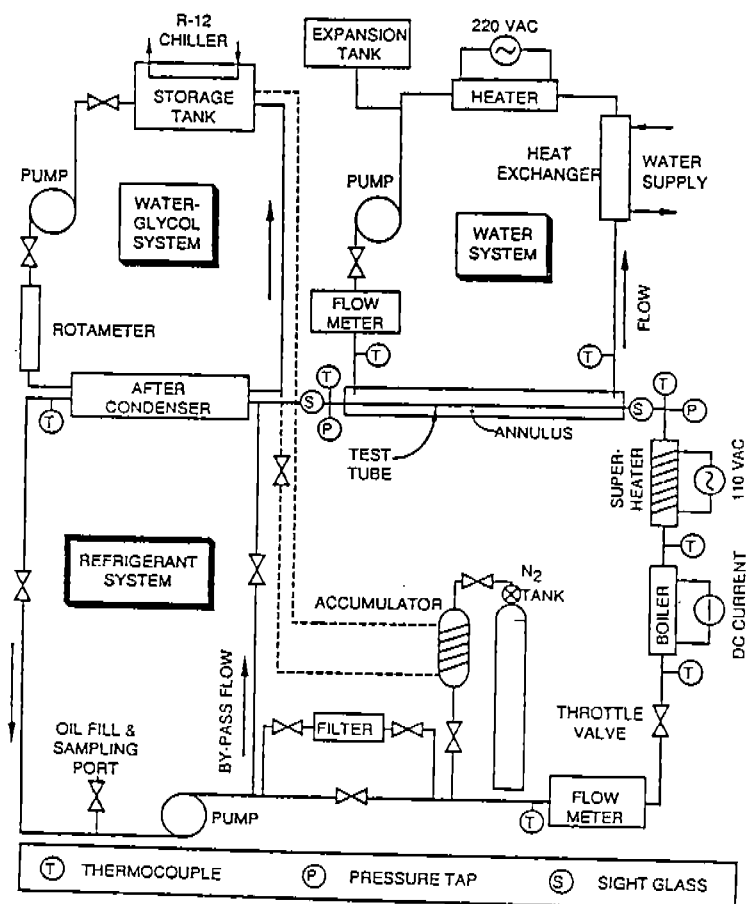 R-12
CHILLER
STORAGE
TANK
EXPANSION
TANK
220 VAC
HEATER
PUMP
WATER-
GLYCOL
SYSTEM
PUMP
WATER
SYSTEM
HEAT
EXCHANGER
WATER
SUPPLY
FLOW
METER
FLOW
ROTAMETER
T
T
AFTER
CONDENSER
T
S
T
P
TEST
TUBE
ANNULUS
S
T
P
SUPER-
HEATER
110 VAC
T
REFRIGERANT
SYSTEM
ACCUMULATOR
N2
TANK
BOILER
DC CURRENT
T
BY-PASS FLOW
THROTTLE
VALVE
OIL FILL &
SAMPLING
PORT
FILTER
PUMP
T
FLOW
METER
T THERMOCOUPLE
P PRESSURE TAP
S SIGHT GLASS